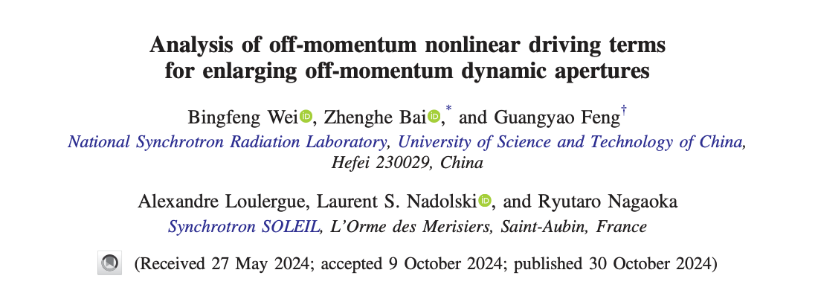 Analysis of off-momentum nonlinear driving terms
for enlarging off-momentum dynamic apertures
Bingfeng Wei, Zhenghe Bai,* and Guangyao Feng†
National Synchrotron Radiation Laboratory, University of Science and Technology of China,
Hefei 230029, China
Alexandre Loulergue, Laurent S. Nadolski, and Ryutaro Nagaoka
Synchrotron SOLEIL, L'Orme des Merisiers, Saint-Aubin, France
(Received 27 May 2024; accepted 9 October 2024; published 30 October 2024)